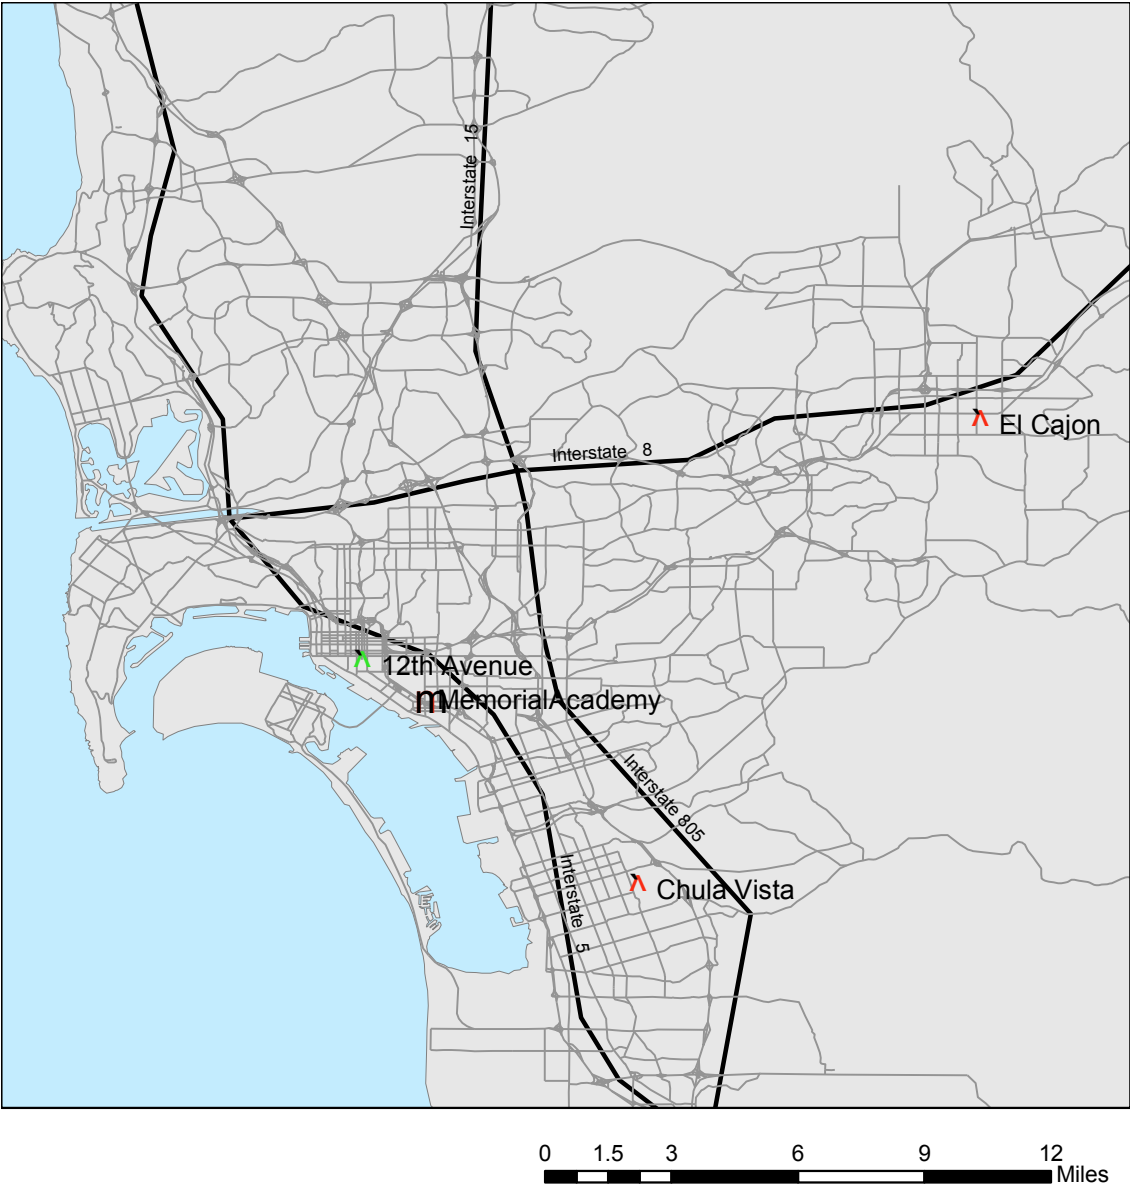 Interstate 15
El Cajon
Interstate 8
12th Avenue
m MemorialAcademy
Interstate 805
Interstate 5
Chula Vista
0 1.5 3 6 9 12
Miles